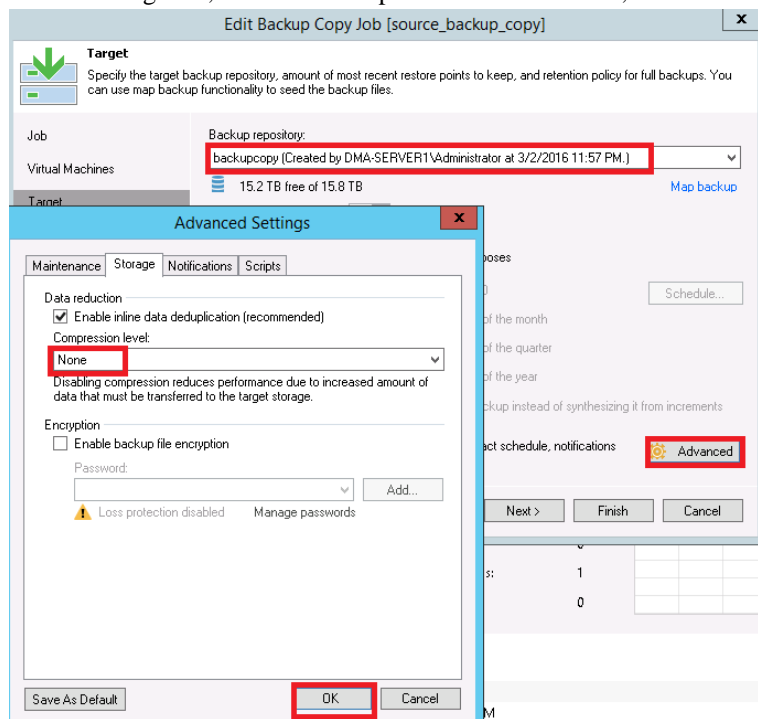 Edit Backup Copy Job [source_backup_copy]
x
Target
Specify the target backup repository, amount of most recent restore points to keep, and retention policy for full backups. You
can use map backup functionality to seed the backup files.
Job
Virtual Machines
Target
Backup repository:
backupcopy (Created by DMA-SERVER1\Administrator at 3/2/2016 11:57 PM.)
15.2 TB free of 15.8 TB
Map backup
poses
Schedule...
of the month
of the quarter
of the year
ckup instead of synthesizing it from increments
act schedule, notifications
Advanced
Next >
Finish
Cancel
s: 1
0
M
Advanced Settings
x
Maintenance Storage Notifications Scripts
Data reduction
Enable inline data deduplication (recommended)
Compression level:
None
Disabling compression reduces performance due to increased amount of
data that must be transferred to the target storage.
Encryption
Enable backup file encryption
Password:
Add...
Loss protection disabled Manage passwords
Save As Default
OK
Cancel